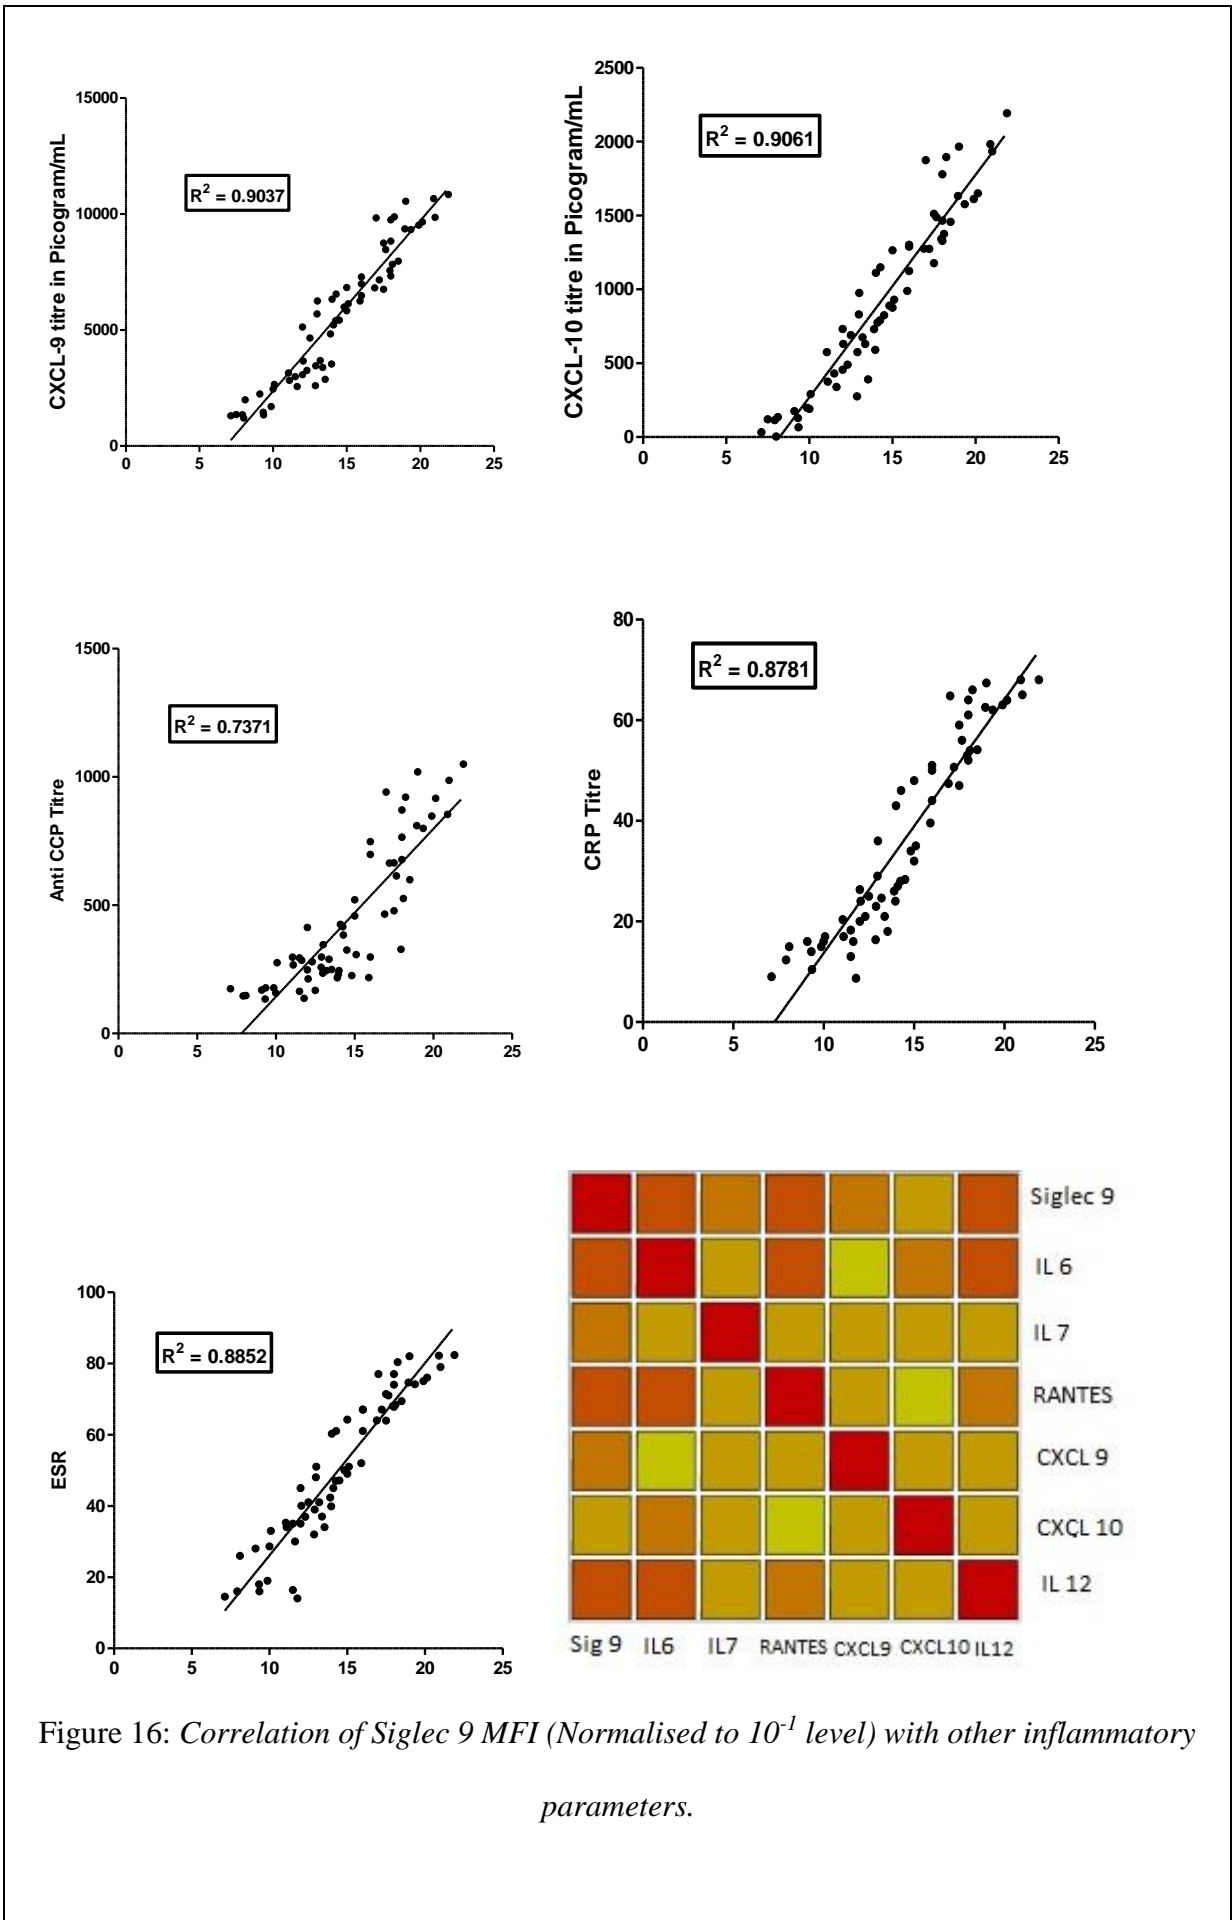 CXCL-9 titre in Picogram/mL
15000
10000
5000
0
R² = 0.9037
0 5 10 15 20 25
CXCL-10 titre in Picogram/mL
2500
2000
1500
1000
500
0
R² = 0.9061
0 5 10 15 20 25
Anti CCP Titre
1500
1000
500
0
R² = 0.7371
0 5 10 15 20 25
CRP Titre
80
60
40
20
0
R² = 0.8781
0 5 10 15 20 25
ESR
100
80
60
40
20
0
R² = 0.8852
0 5 10 15 20 25
Siglec 9
IL 6
IL 7
RANTES
CXCL 9
CXCL 10
IL 12
Sig 9 IL6 IL7 RANTES CXCL9 CXCL10 IL12
Figure 16: Correlation of Siglec 9 MFI (Normalised to 10⁻¹ level) with other inflammatory
parameters.